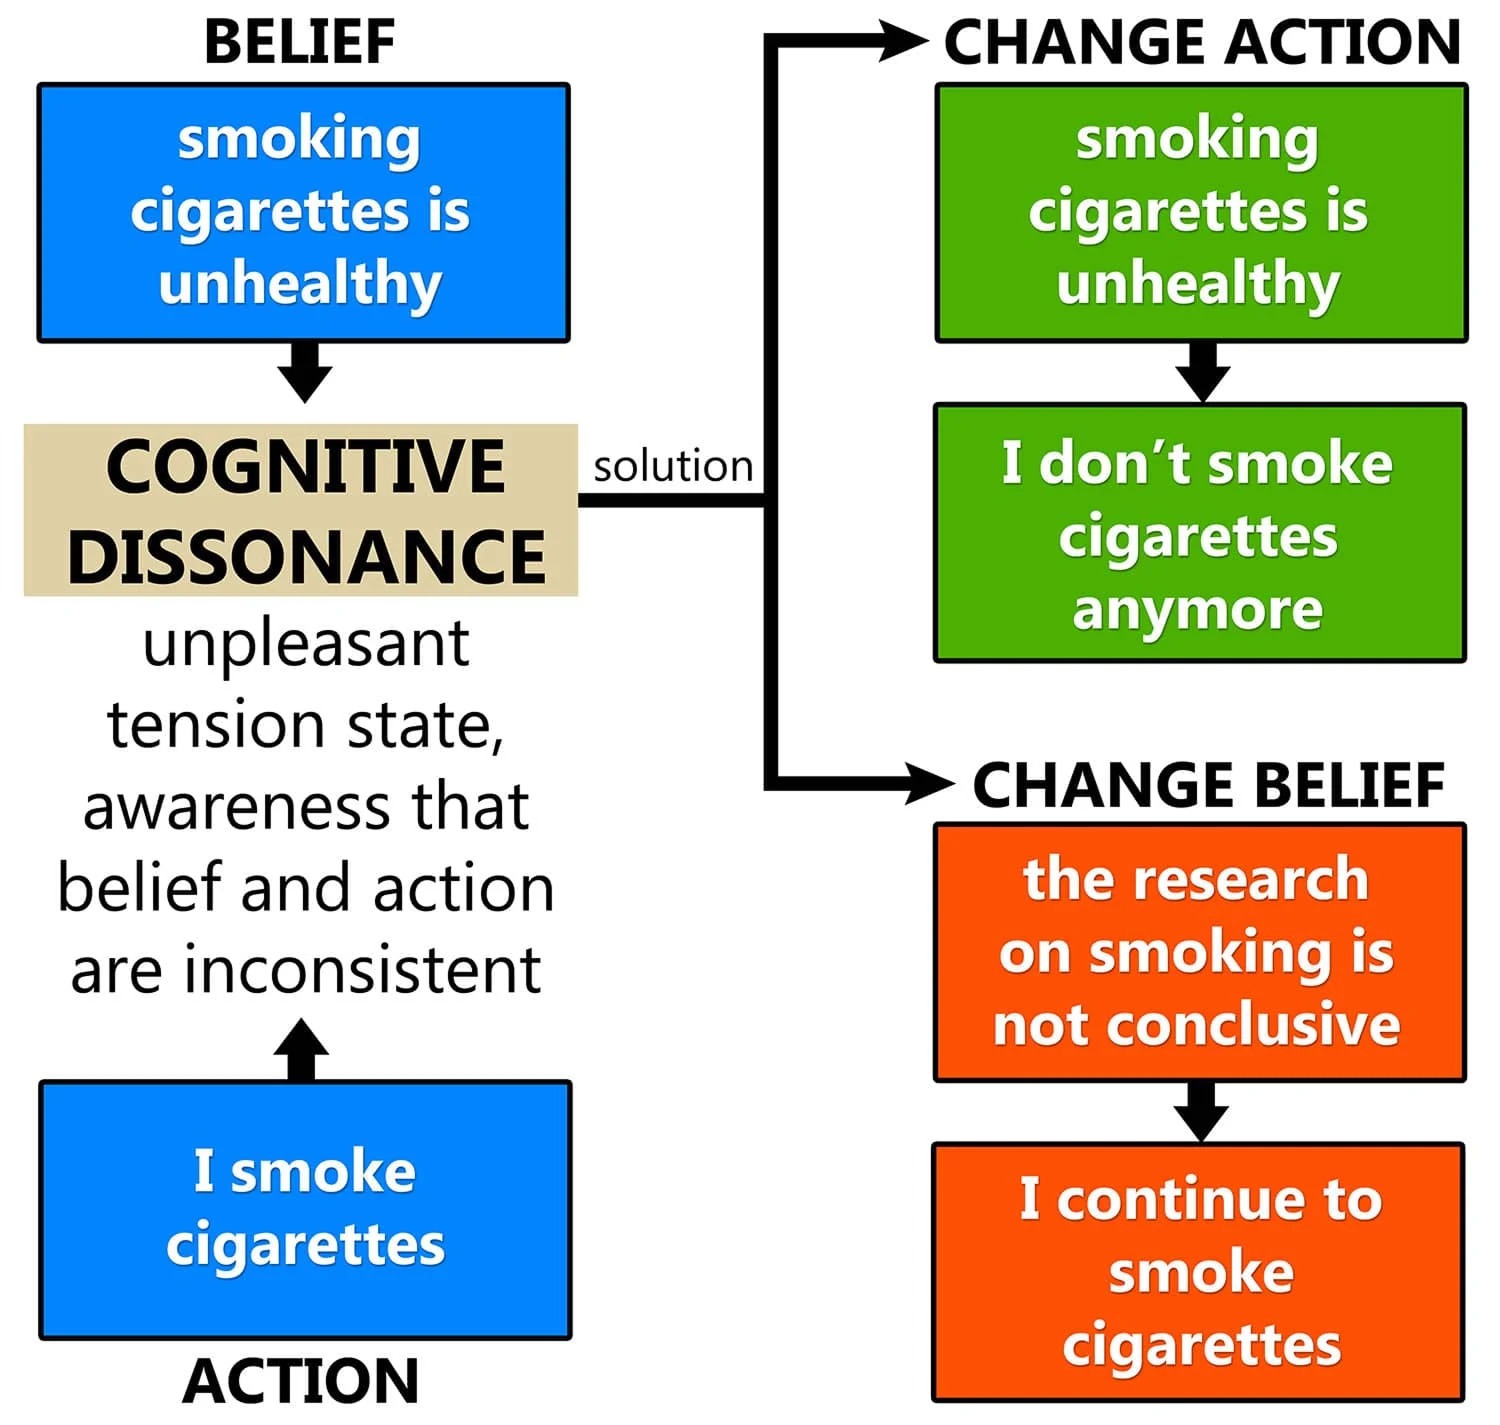 BELIEF
smoking
cigarettes is
unhealthy
COGNITIVE
DISSONANCE
unpleasant
tension state,
awareness that
belief and action
are inconsistent
I smoke
cigarettes
ACTION
solution
CHANGE ACTION
smoking
cigarettes is
unhealthy
I don’t smoke
cigarettes
anymore
CHANGE BELIEF
the research
on smoking is
not conclusive
I continue to
smoke
cigarettes